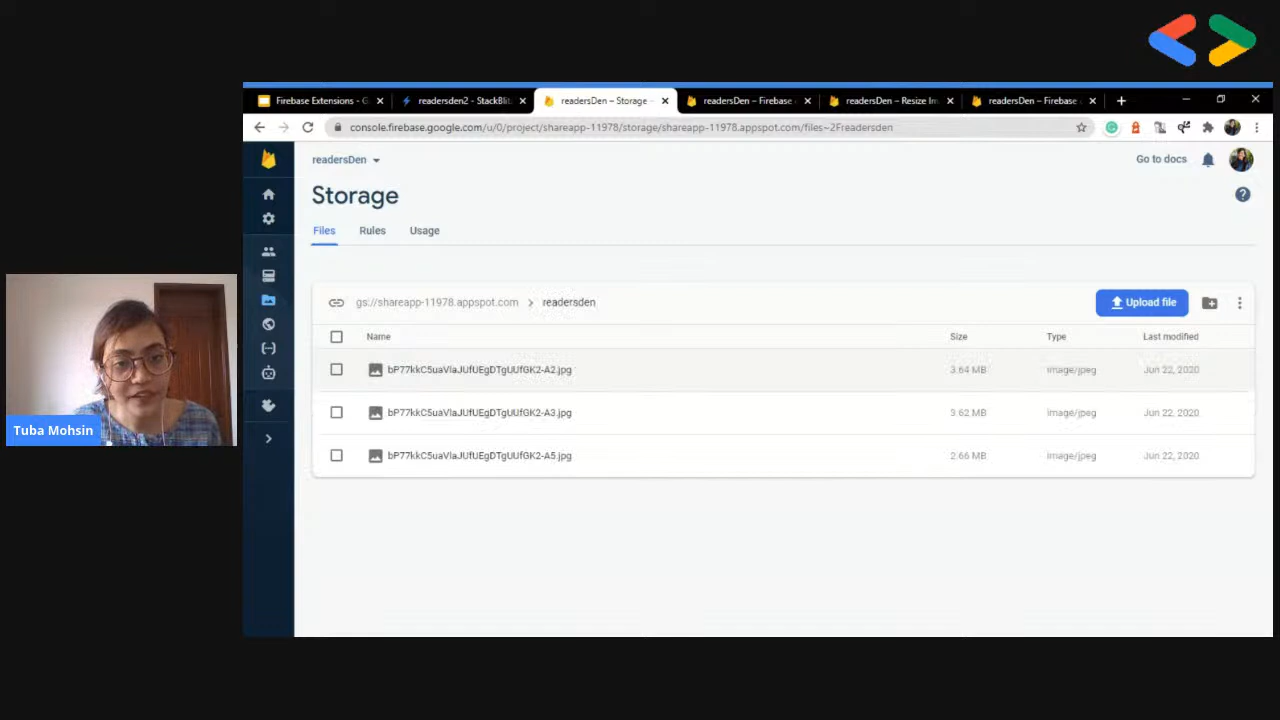 Firebase Extensions - G
readersden2 - StackBlit
readersDen – Storage –
readersDen – Firebase
readersDen – Resize Im
readersDen – Firebase
console.firebase.google.com/u/0/project/shareapp-11978/storage/shareapp-11978.appspot.com/files~2Freadersden
readersDen
Go to docs
Storage
Files Rules Usage
gs://shareapp-11978.appspot.com > readersden
Upload file
Name Size Type Last modified
bP77kkC5uaVlaJUfUEgDTgUUfGK2-A2.jpg 3.64 MB image/jpeg Jun 22, 2020
bP77kkC5uaVlaJUfUEgDTgUUfGK2-A3.jpg 3.62 MB image/jpeg Jun 22, 2020
bP77kkC5uaVlaJUfUEgDTgUUfGK2-A5.jpg 2.66 MB image/jpeg Jun 22, 2020
Tuba Mohsin